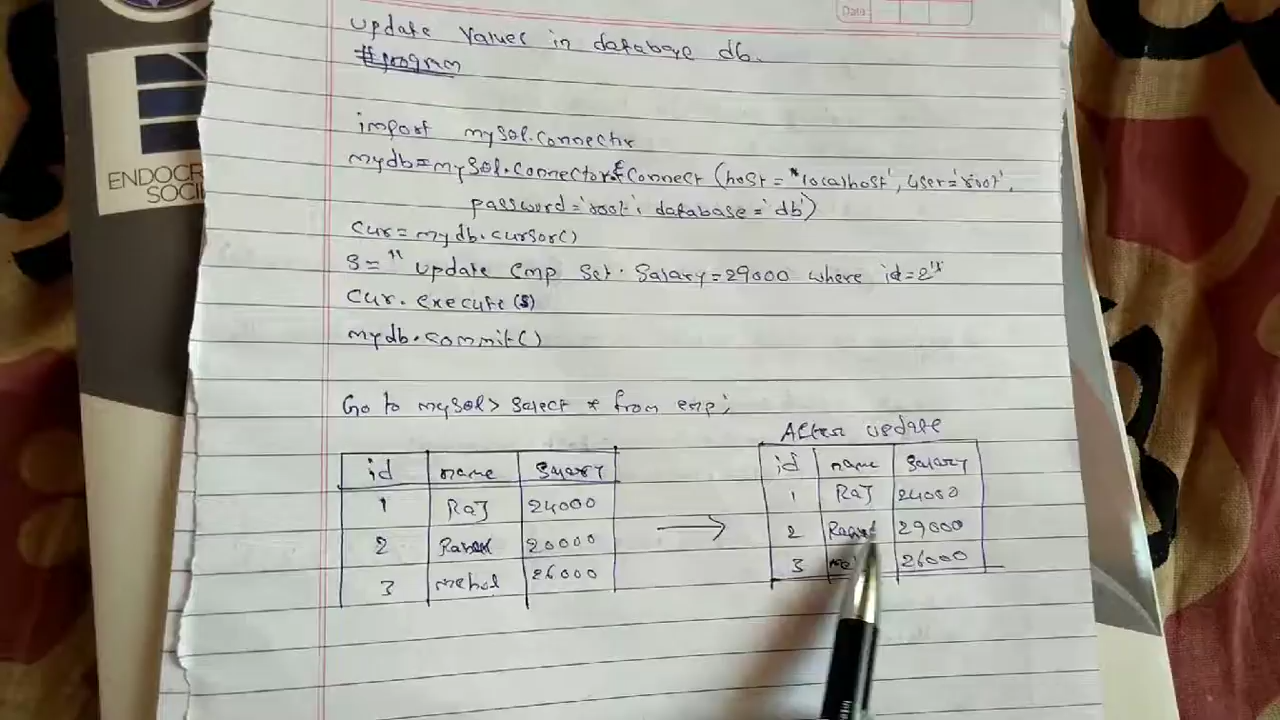 Date
update values in database db.
#program
import mysql.connector
mydb=mysql.connector.connect (host = 'localhost', user='root',
password='root', database='db')
cur=mydb.cursor()
s=" update emp set salary=29000 where id=2"
cur.execute(s)
mydb.commit()
Go to mysql> select * from emp;
After update
id name salary
1 RaJ 24000
2 20000
3 mehol 26000
id name salary
1 RaJ 24000
2 29000
3 26000
ENDOCR
SOCI